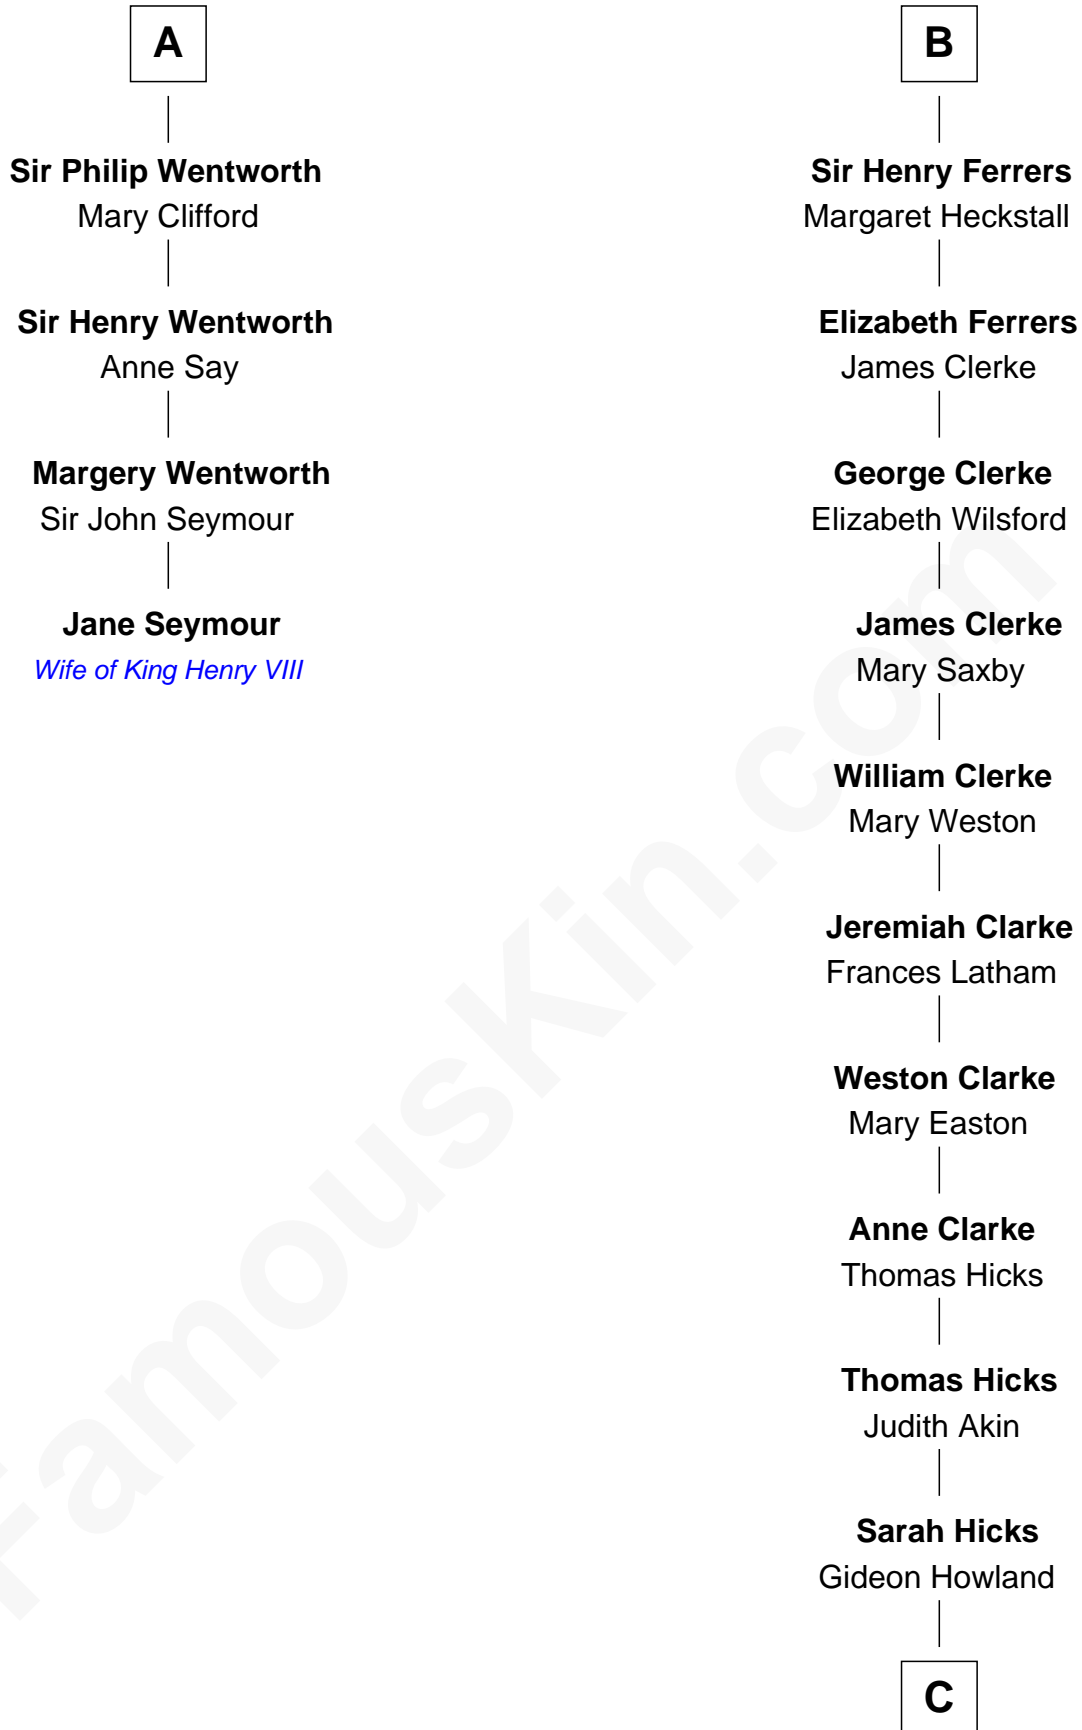 A
Sir Philip Wentworth
Mary Clifford
Sir Henry Wentworth
Anne Say
Margery Wentworth
Sir John Seymour
Jane Seymour
Wife of King Henry VIII
B
Sir Henry Ferrers
Margaret Heckstall
Elizabeth Ferrers
James Clerke
George Clerke
Elizabeth Wilsford
James Clerke
Mary Saxby
William Clerke
Mary Weston
Jeremiah Clarke
Frances Latham
Weston Clarke
Mary Easton
Anne Clarke
Thomas Hicks
Thomas Hicks
Judith Akin
Sarah Hicks
Gideon Howland
C
FamousKin.com